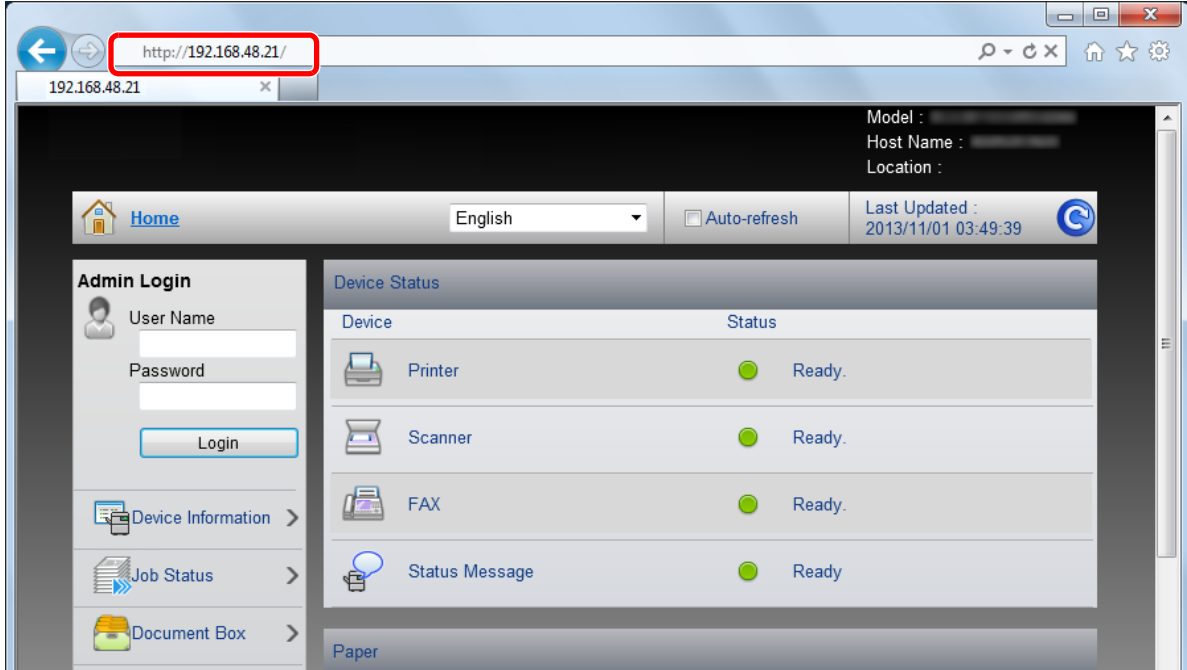 http://192.168.48.21/
192.168.48.21
Model :
Host Name :
Location :
Home
English
Auto-refresh
Last Updated :
2013/11/01 03:49:39
Admin Login
User Name
Password
Login
Device Information
Job Status
Document Box
Device Status
Device Status
Printer Ready.
Scanner Ready.
FAX Ready.
Status Message Ready
Paper